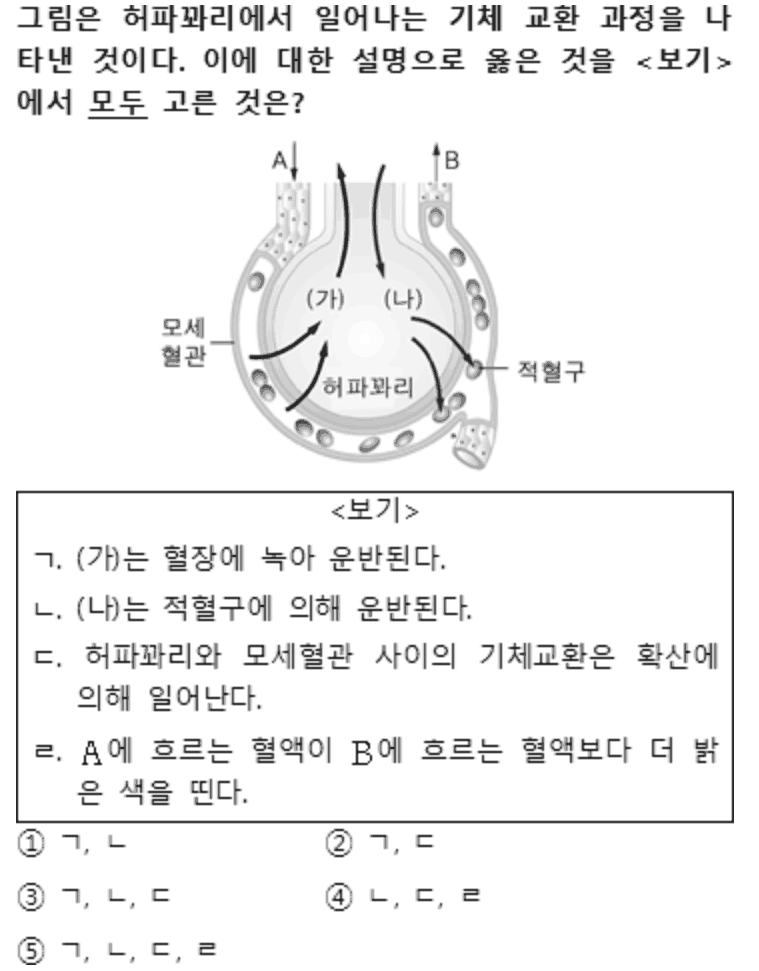 그림은 허파꽈리에서 일어나는 기체 교환 과정을 나
타낸 것이다. 이에 대한 설명으로 옳은 것을 <보기>
에서 모두 고른 것은?
A
B
(가)
(나)
모세
혈관
적혈구
허파꽈리
<보기>
ㄱ. (가)는 혈장에 녹아 운반된다.
ㄴ. (나)는 적혈구에 의해 운반된다.
ㄷ. 허파꽈리와 모세혈관 사이의 기체교환은 확산에
의해 일어난다.
ㄹ. A에 흐르는 혈액이 B에 흐르는 혈액보다 더 밝
은 색을 띤다.
① ㄱ, ㄴ ② ㄱ, ㄷ
③ ㄱ, ㄴ, ㄷ ④ ㄴ, ㄷ, ㄹ
⑤ ㄱ, ㄴ, ㄷ, ㄹ